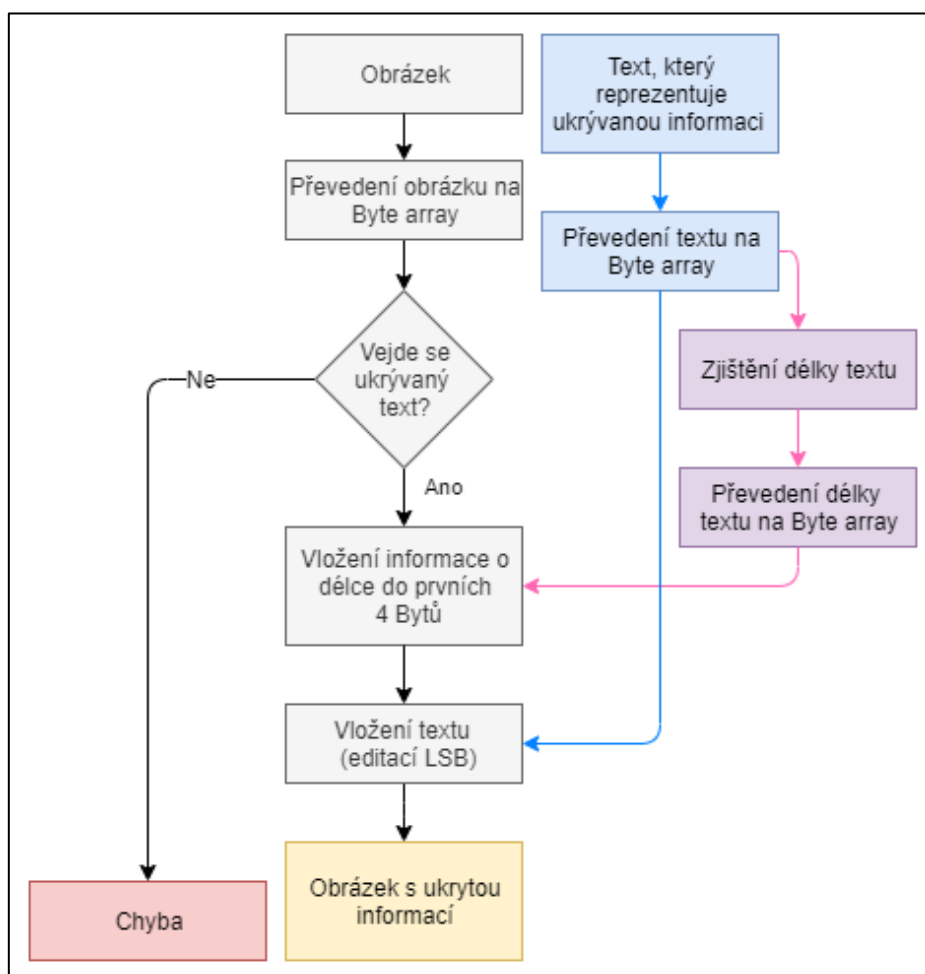 Obrázek
Text, který
reprezentuje
ukrývanou informaci
Převedení obrázku na
Byte array
Převedení textu na
Byte array
Vejde se
ukrývaný
text?
Ne
Zjištění délky textu
Ano
Převedení délky
textu na Byte array
Vložení informace o
délce do prvních
4 Bytů
Vložení textu
(editací LSB)
Chyba
Obrázek s ukrytou
informací